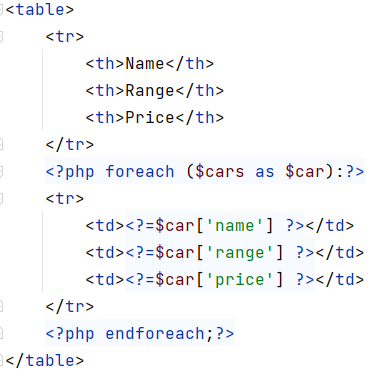 <table>
    <tr>
        <th>Name</th>
        <th>Range</th>
        <th>Price</th>
    </tr>
    <?php foreach ($cars as $car):?>
    <tr>
        <td><?=$car['name'] ?></td>
        <td><?=$car['range'] ?></td>
        <td><?=$car['price'] ?></td>
    </tr>
    <?php endforeach;?>
</table>